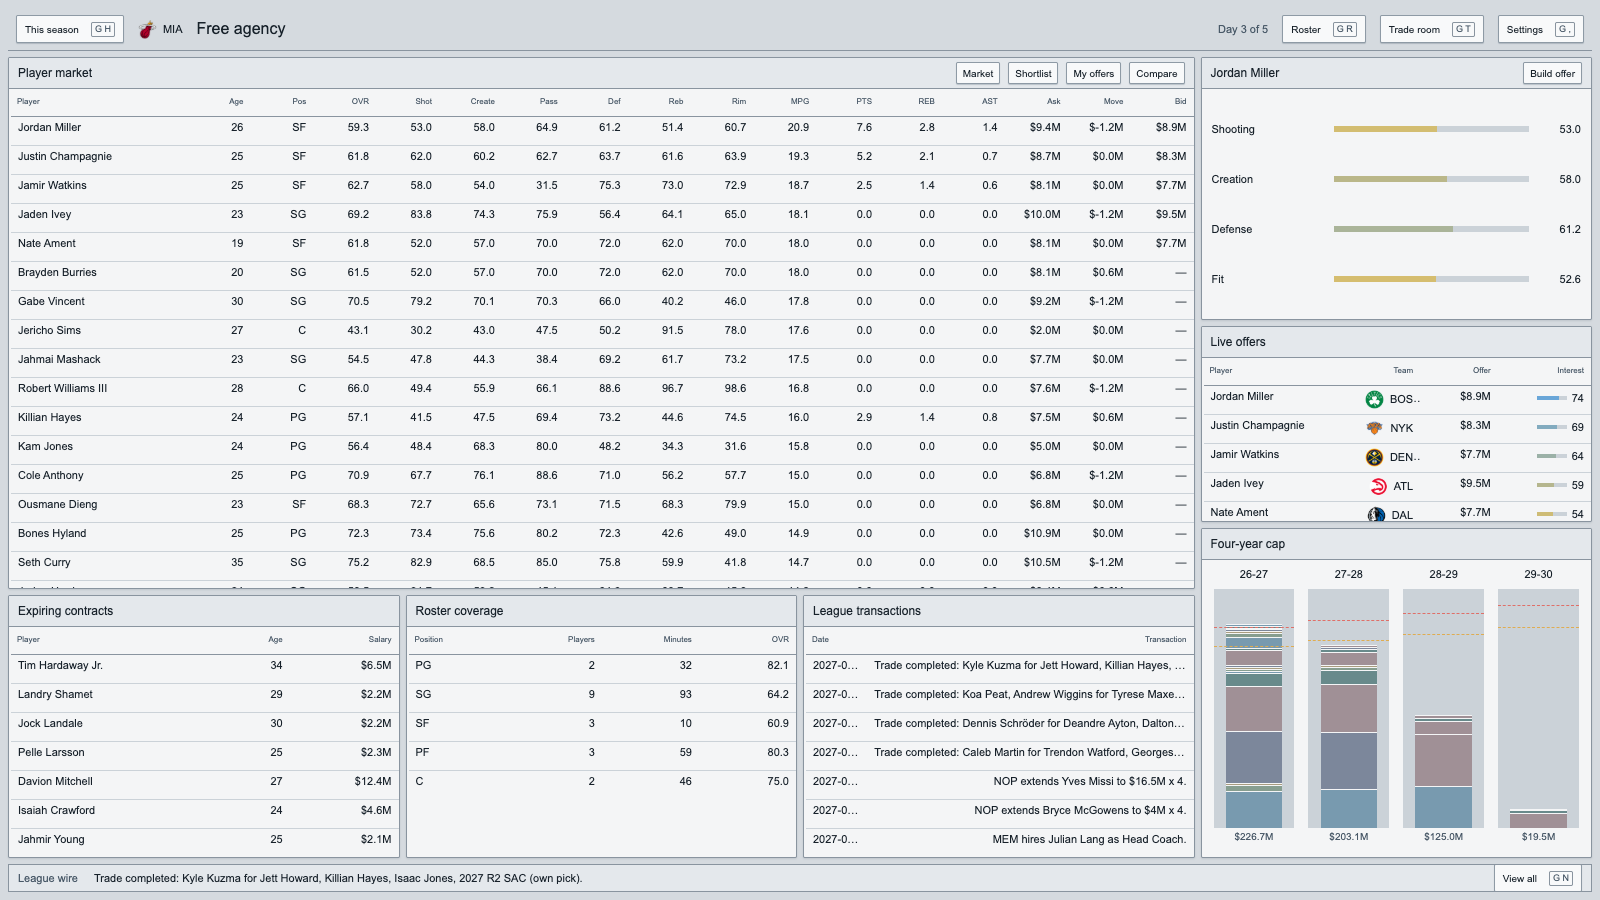 This season G H MIA Free agency Day 3 of 5 Roster G R Trade room G T Settings G ,
Player market Market Shortlist My offers Compare
Player Age Pos OVR Shot Create Pass Def Reb Rim MPG PTS REB AST Ask Move Bid
Jordan Miller 26 SF 59.3 53.0 58.0 64.9 61.2 51.4 60.7 20.9 7.6 2.8 1.4 $9.4M $-1.2M $8.9M
Justin Champagnie 25 SF 61.8 62.0 60.2 62.7 63.7 61.6 63.9 19.3 5.2 2.1 0.7 $8.7M $0.0M $8.3M
Jamir Watkins 25 SF 62.7 58.0 54.0 31.5 75.3 73.0 72.9 18.7 2.5 1.4 0.6 $8.1M $0.0M $7.7M
Jaden Ivey 23 SG 69.2 83.8 74.3 75.9 56.4 64.1 65.0 18.1 0.0 0.0 0.0 $10.0M $-1.2M $9.5M
Nate Ament 19 SF 61.8 52.0 57.0 70.0 72.0 62.0 70.0 18.0 0.0 0.0 0.0 $8.1M $0.0M $7.7M
Brayden Burries 20 SG 61.5 52.0 57.0 70.0 72.0 62.0 70.0 18.0 0.0 0.0 0.0 $8.1M $0.6M —
Gabe Vincent 30 SG 70.5 79.2 70.1 70.3 66.0 40.2 46.0 17.8 0.0 0.0 0.0 $9.2M $-1.2M —
Jericho Sims 27 C 43.1 30.2 43.0 47.5 50.2 91.5 78.0 17.6 0.0 0.0 0.0 $2.0M $0.0M —
Jahmai Mashack 23 SG 54.5 47.8 44.3 38.4 69.2 61.7 73.2 17.5 0.0 0.0 0.0 $7.7M $0.0M —
Robert Williams III 28 C 66.0 49.4 55.9 66.1 88.6 96.7 98.6 16.8 0.0 0.0 0.0 $7.6M $-1.2M —
Killian Hayes 24 PG 57.1 41.5 47.5 69.4 73.2 44.6 74.5 16.0 2.9 1.4 0.8 $7.5M $0.6M —
Kam Jones 24 PG 56.4 48.4 68.3 80.0 48.2 34.3 31.6 15.8 0.0 0.0 0.0 $5.0M $0.0M —
Cole Anthony 25 PG 70.9 67.7 76.1 88.6 71.0 56.2 57.7 15.0 0.0 0.0 0.0 $6.8M $-1.2M —
Ousmane Dieng 23 SF 68.3 72.7 65.6 73.1 71.5 68.3 79.9 15.0 0.0 0.0 0.0 $6.8M $0.0M —
Bones Hyland 25 PG 72.3 73.4 75.6 80.2 72.3 42.6 49.0 14.9 0.0 0.0 0.0 $10.9M $0.0M —
Seth Curry 35 SG 75.2 82.9 68.5 85.0 75.8 59.9 41.8 14.7 0.0 0.0 0.0 $10.5M $-1.2M —
Jordan Miller Build offer
Shooting 53.0
Creation 58.0
Defense 61.2
Fit 52.6
Live offers
Player Team Offer Interest
Jordan Miller BOS.. $8.9M 74
Justin Champagnie NYK $8.3M 69
Jamir Watkins DEN.. $7.7M 64
Jaden Ivey ATL $9.5M 59
Nate Ament DAL $7.7M 54
Four-year cap
26-27 27-28 28-29 29-30
$226.7M $203.1M $125.0M $19.5M
Expiring contracts
Player Age Salary
Tim Hardaway Jr. 34 $6.5M
Landry Shamet 29 $2.2M
Jock Landale 30 $2.2M
Pelle Larsson 25 $2.3M
Davion Mitchell 27 $12.4M
Isaiah Crawford 24 $4.6M
Jahmir Young 25 $2.1M
Roster coverage
Position Players Minutes OVR
PG 2 32 82.1
SG 9 93 64.2
SF 3 10 60.9
PF 3 59 80.3
C 2 46 75.0
League transactions
Date Transaction
2027-0... Trade completed: Kyle Kuzma for Jett Howard, Killian Hayes, ...
2027-0... Trade completed: Koa Peat, Andrew Wiggins for Tyrese Maxe...
2027-0... Trade completed: Dennis Schröder for Deandre Ayton, Dalton...
2027-0... Trade completed: Caleb Martin for Trendon Watford, Georges...
2027-0... NOP extends Yves Missi to $16.5M x 4.
2027-0... NOP extends Bryce McGowens to $4M x 4.
2027-0... MEM hires Julian Lang as Head Coach.
League wire Trade completed: Kyle Kuzma for Jett Howard, Killian Hayes, Isaac Jones, 2027 R2 SAC (own pick). View all G N